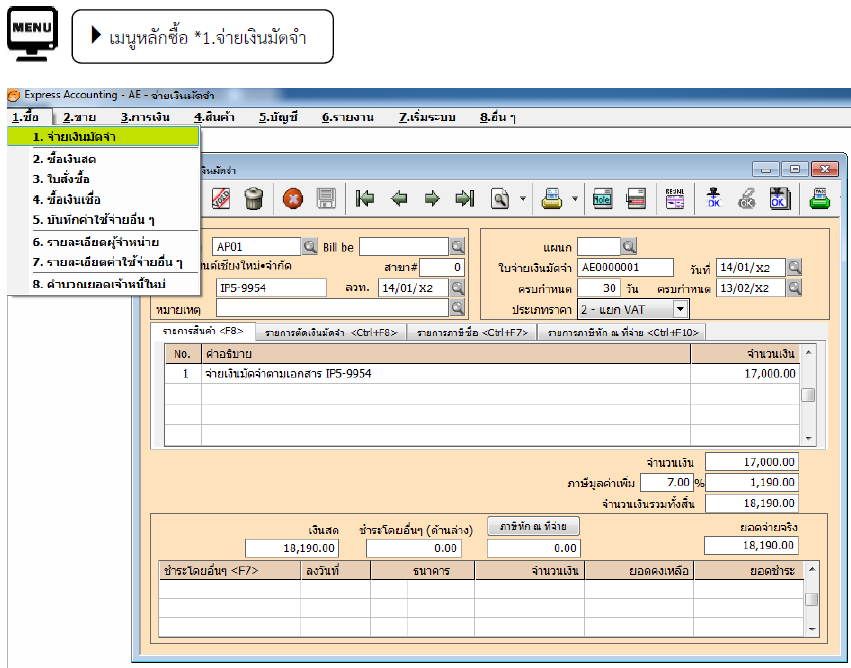 MENU
เมนูหลักซื้อ *1.จ่ายเงินมัดจำ
Express Accounting - AE - จ่ายเงินมัดจำ
1.ซื้อ 2.ขาย 3.การเงิน 4.สินค้า 5.บัญชี 6.รายงาน 7.เริ่มระบบ 8.อื่น ๆ
1. จ่ายเงินมัดจำ
2. ซื้อเงินสด
3. ใบสั่งซื้อ
4. ซื้อเงินเชื่อ
5. บันทึกค่าใช้จ่ายอื่น ๆ
6. รายละเอียดผู้จำหน่าย
7. รายละเอียดค่าใช้จ่ายอื่น ๆ
8. คำนวณยอดเจ้าหนี้ใหม่
AP01 Bill be แผนก
สาขา# 0 ใบจ่ายเงินมัดจำ AE0000001 วันที่ 14/01/x2
IP5-9954 ลวท. 14/01/x2 ครบกำหนด 30 วัน ครบกำหนด 13/02/x2
หมายเหตุ ประเภทราคา 2 - แยก VAT
รายการสินค้า <F8> รายการตัดเงินมัดจำ <Ctrl+F8> รายการภาษีซื้อ <Ctrl+F7> รายการภาษีหัก ณ ที่จ่าย <Ctrl+F10>
No. คำอธิบาย จำนวนเงิน
1 จ่ายเงินมัดจำตามเอกสาร IP5-9954 17,000.00
จำนวนเงิน 17,000.00
ภาษีมูลค่าเพิ่ม 7.00 % 1,190.00
จำนวนเงินรวมทั้งสิ้น 18,190.00
เงินสด ชำระโดยอื่นๆ (ด้านล่าง) ภาษีหัก ณ ที่จ่าย ยอดจ่ายจริง
18,190.00 0.00 0.00 18,190.00
ชำระโดยอื่นๆ <F7> ลงวันที่ ธนาคาร จำนวนเงิน ยอดคงเหลือ ยอดชำระ